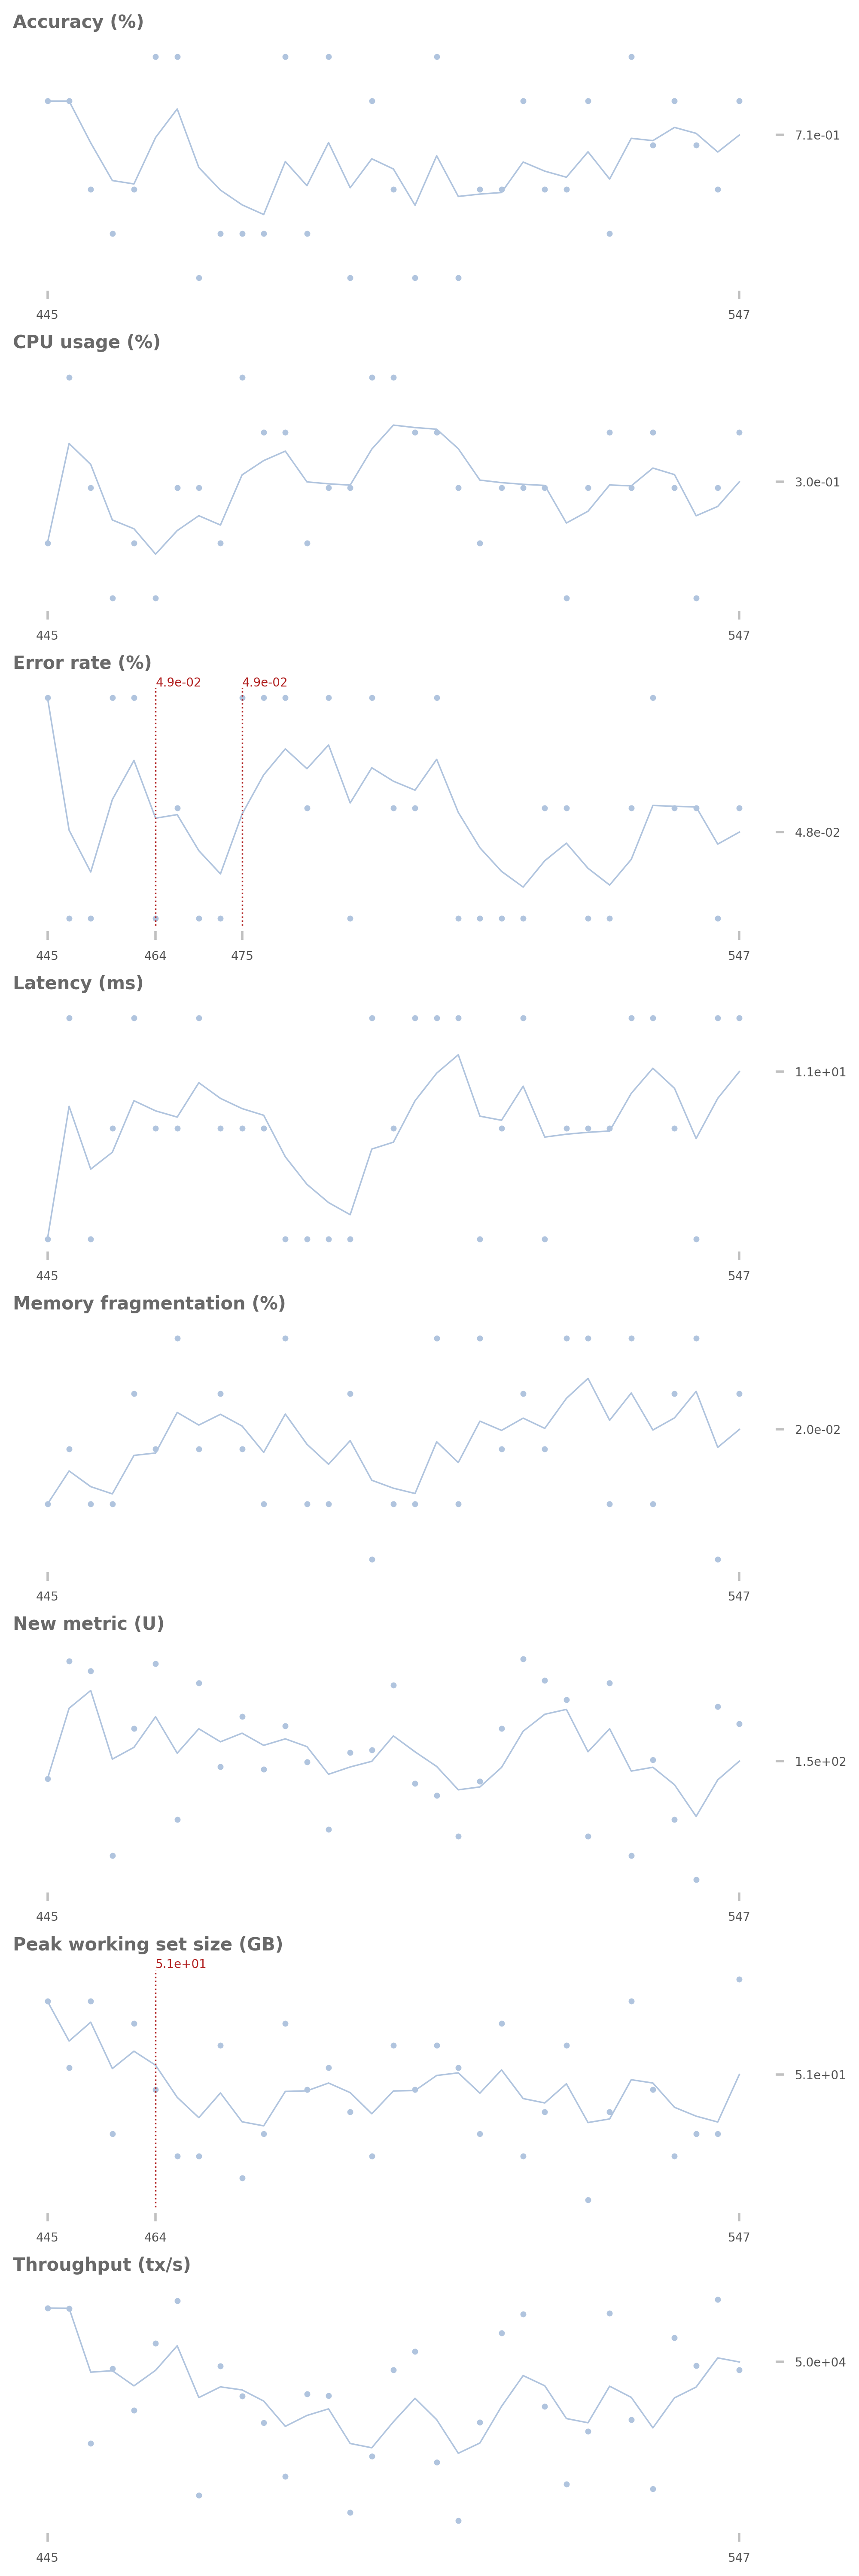 Accuracy (%)
7.1e-01
445 547
CPU usage (%)
3.0e-01
445 547
Error rate (%)
4.9e-02 4.9e-02
4.8e-02
445 464 475 547
Latency (ms)
1.1e+01
445 547
Memory fragmentation (%)
2.0e-02
445 547
New metric (U)
1.5e+02
445 547
Peak working set size (GB)
5.1e+01
5.1e+01
445 464 547
Throughput (tx/s)
5.0e+04
445 547